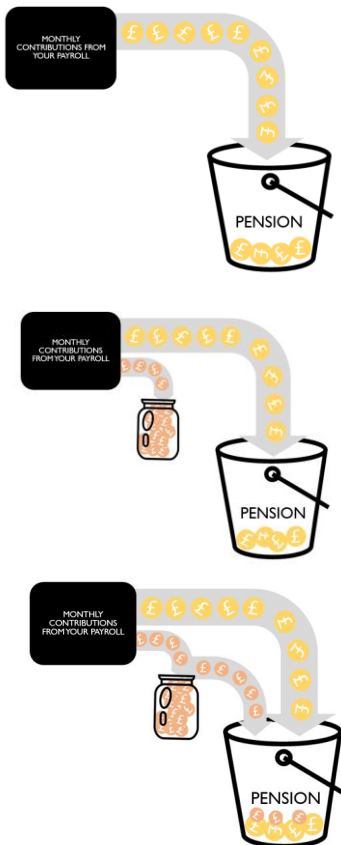 MONTHLY
CONTRIBUTIONS FROM
YOUR PAYROLL
PENSION
MONTHLY
CONTRIBUTIONS
FROM YOUR PAYROLL
PENSION
MONTHLY
CONTRIBUTIONS
FROM YOUR PAYROLL
PENSION